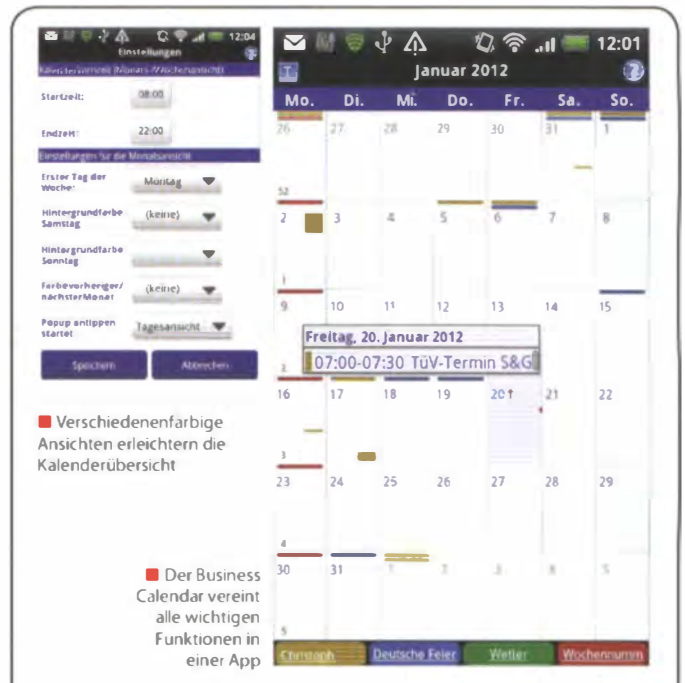 12:04
Einstellungen
Startzeit:
08:00
Endzeit:
22:00
Einstellungen für die Monatsansicht
Erster Tag der
Woche:
Montag
Hintergrundfarbe
Samstag
(keine)
Hintergrundfarbe
Sonntag
Farbe vorheriger/
nächster Monat
(keine)
Popup antippen
startet
Tagesansicht
Speichern
Abbrechen
Verschiedenenfarbige
Ansichten erleichtern die
Kalenderübersicht
Der Business
Calendar vereint
alle wichtigen
Funktionen in
einer App
12:01
Januar 2012
Mo. Di. Mi. Do. Fr. Sa. So.
26 27 28 29 30 31 1
52
2 3 4 5 6 7 8
1
9 10 11 12 13 14 15
Freitag, 20. Januar 2012
07:00-07:30 TüV-Termin S&G
2
16 17 18 19 20 21 22
3
23 24 25 26 27 28 29
4
30 31 1 2 3 4 5
5
Christoph Deutsche Feier Wetter Wochennumm